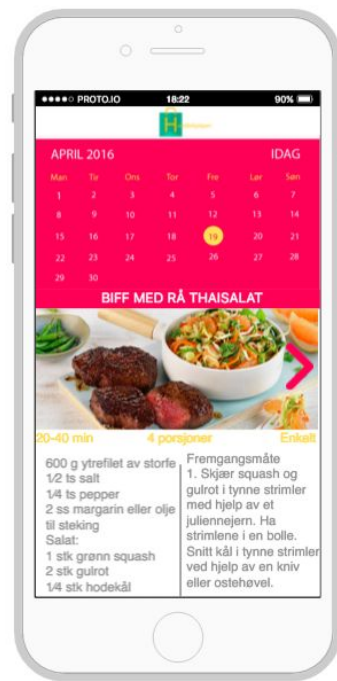 PROTO.IO 18:22 90%
H
APRIL 2016 IDAG
Man Tir Ons Tor Fre Lør Søn
1 2 3 4 5 6 7
8 9 10 11 12 13 14
15 16 17 18 19 20 21
22 23 24 25 26 27 28
29 30
BIFF MED RÅ THAISALAT
20-40 min 4 porsjoner Enkelt
600 g ytrefilet av storfe
1/2 ts salt
1/4 ts pepper
2 ss margarin eller olje
til steking
Salat:
1 stk grønn squash
2 stk gulrot
1/4 stk hodekål
Fremgangsmåte
1. Skjær squash og
gulrot i tynne strimler
med hjelp av et
juliennejern. Ha
strimlene i en bolle.
Snitt kål i tynne strimler
ved hjelp av en kniv
eller ostehøvel.